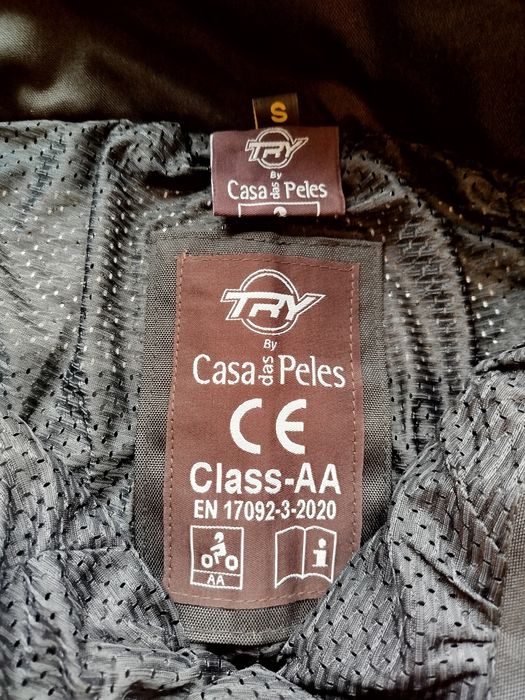 S
TRY
By
Casa das Peles
TRY
By
Casa das Peles
CE
Class-AA
EN 17092-3-2020
AA
i